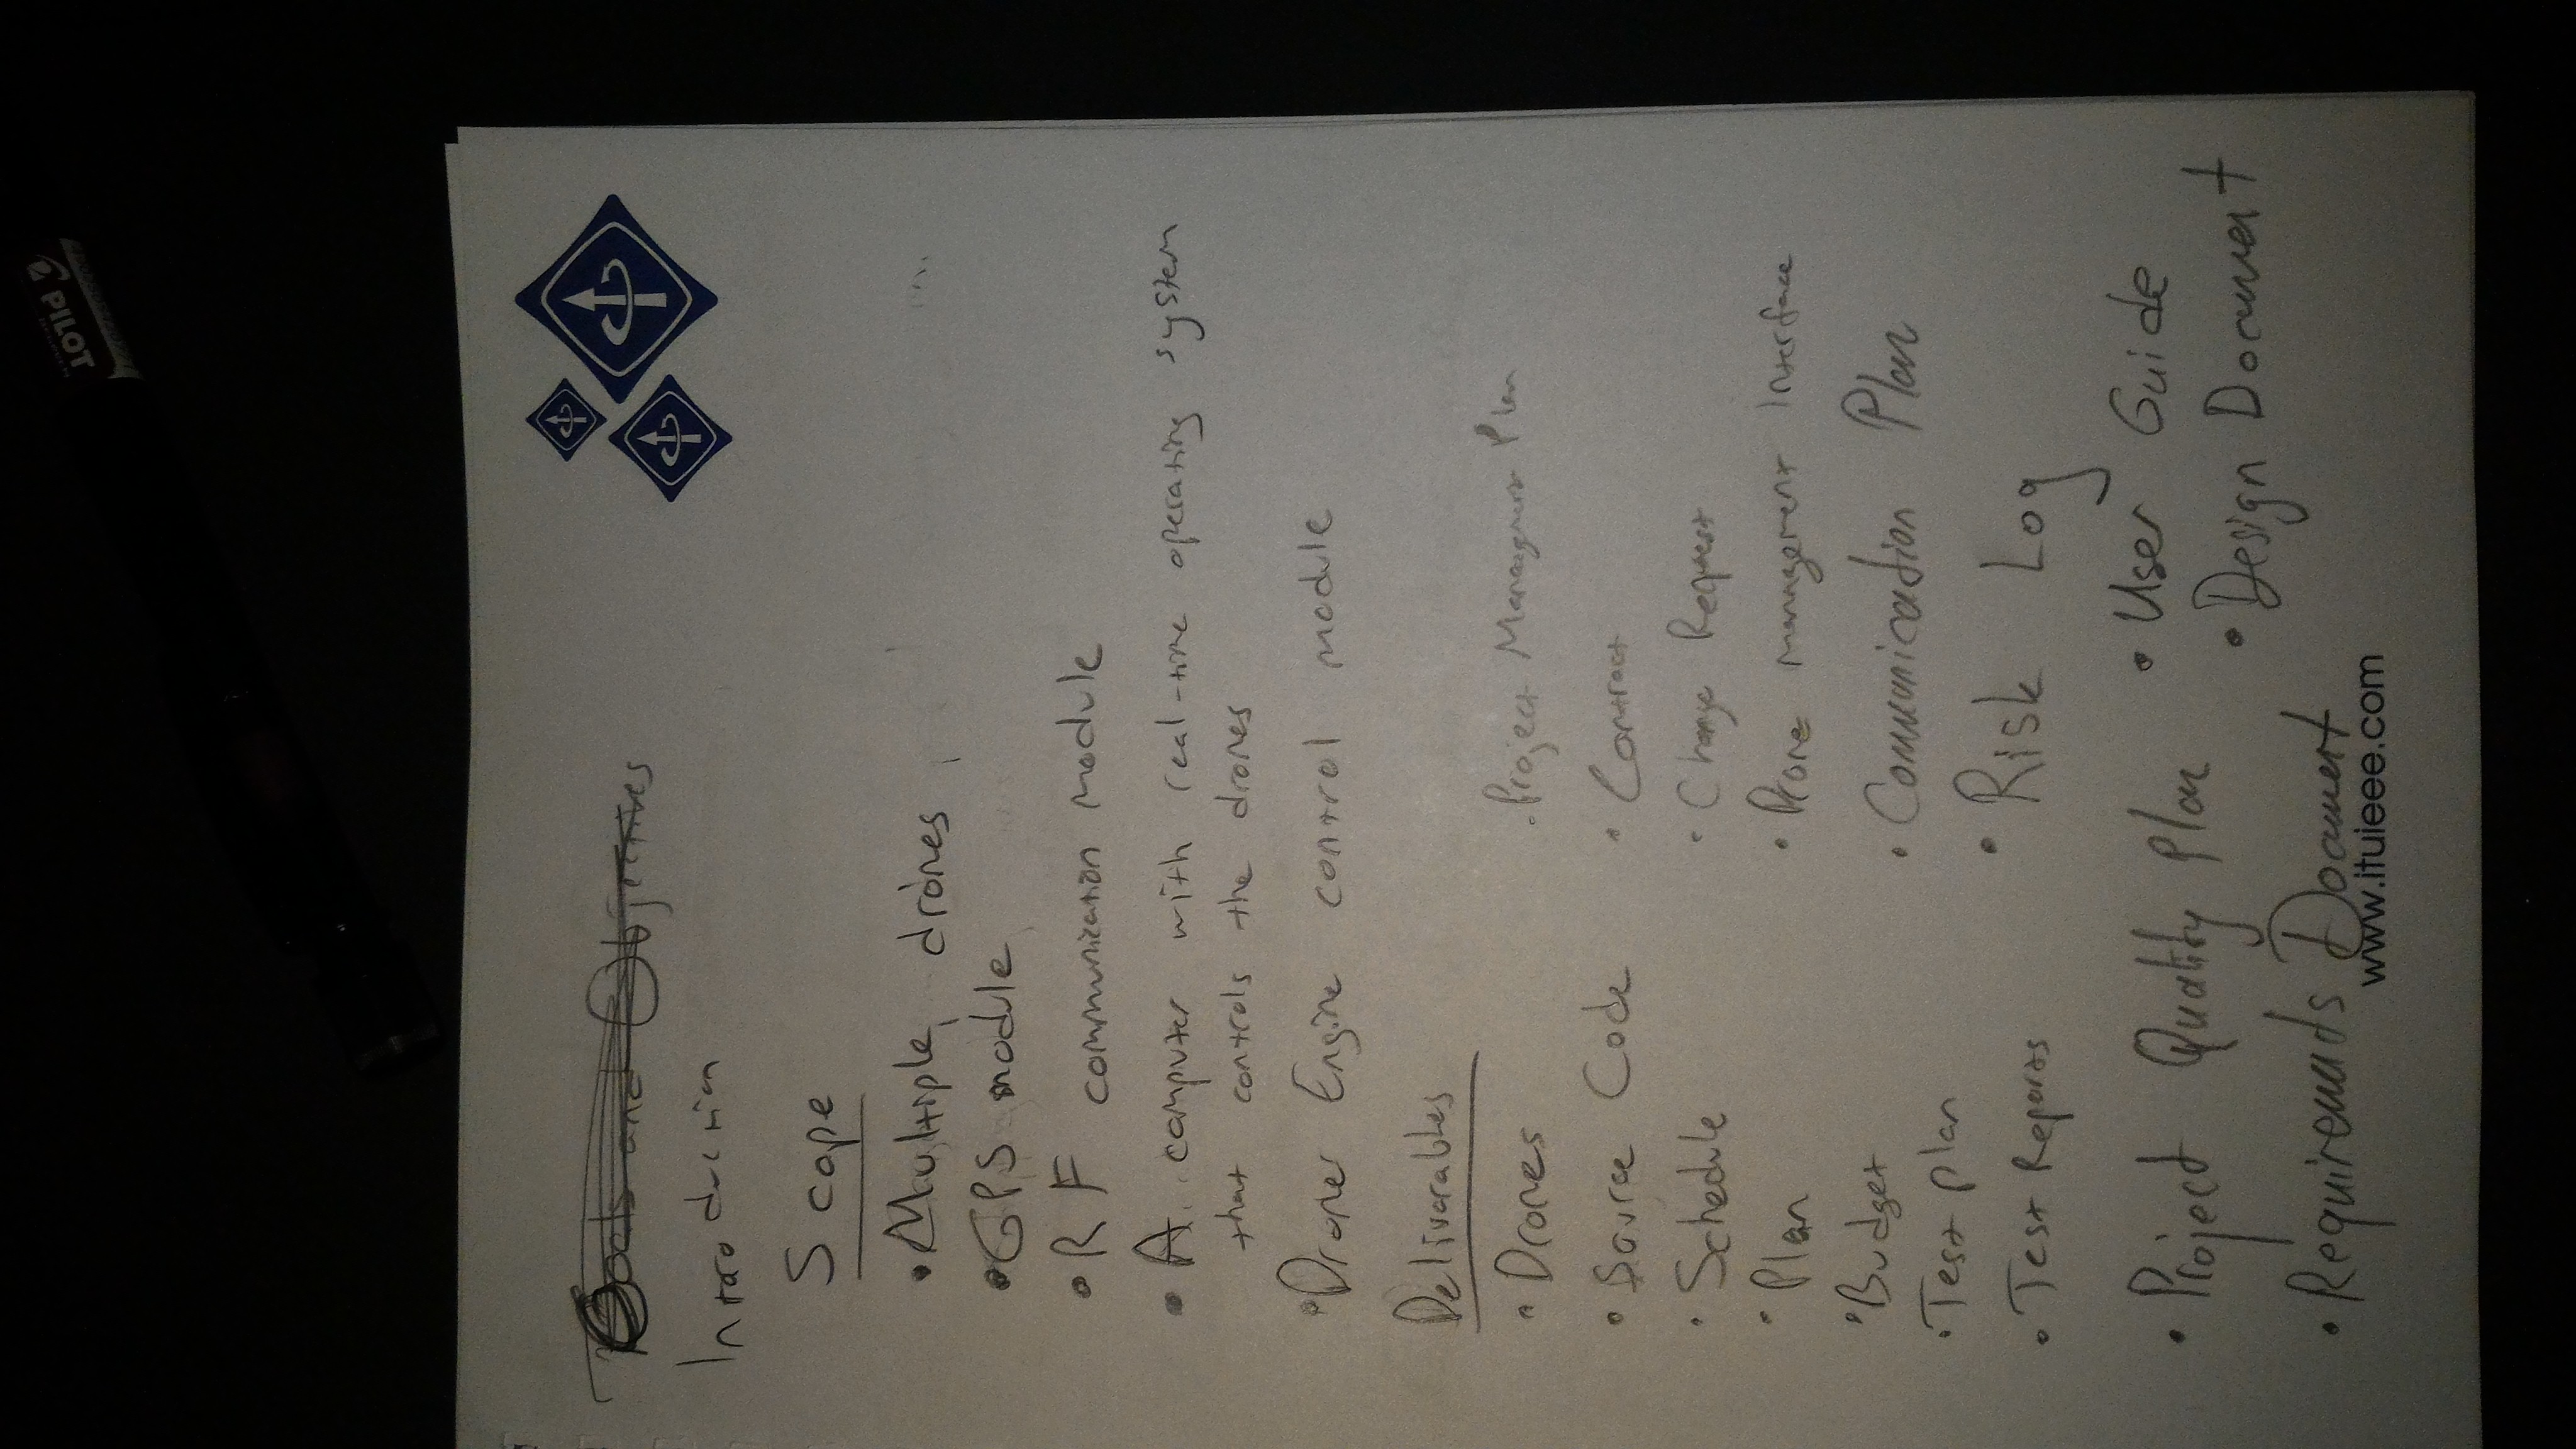 PILOT
Goals and Objectives
Introduction
Scope
• Multiple drones
• GPS module
• RF communication module
• A computer with real-time operating system
that controls the drones
• Drones Engine control module
Deliverables
• Drones
• Source Code
• Schedule
• Plan
• Budget
• Test plan
• Test Reports
• Project Managment Plan
• Contract
• Change Request
• Drone management Interface
• Communication Plan
• Risk Log
• User Guide
• Design Document
• Project Quality Plan
• Requirements Document
www.ituieee.com